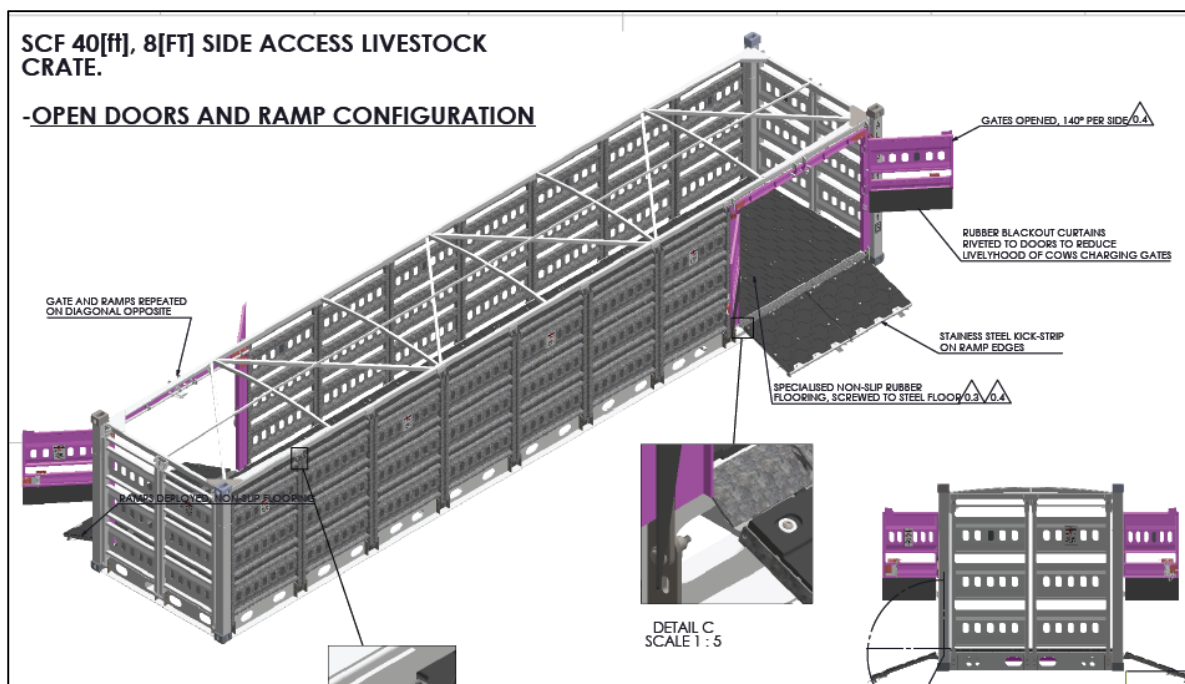 SCF 40[ft], 8[FT] SIDE ACCESS LIVESTOCK
CRATE.
-OPEN DOORS AND RAMP CONFIGURATION
GATES OPENED, 140° PER SIDE 0.4
RUBBER BLACKOUT CURTAINS
RIVETED TO DOORS TO REDUCE
LIVELYHOOD OF COWS CHARGING GATES
GATE AND RAMPS REPEATED
ON DIAGONAL OPPOSITE
STAINESS STEEL KICK-STRIP
ON RAMP EDGES
SPECIALISED NON-SLIP RUBBER
FLOORING, SCREWED TO STEEL FLOOR 0.3 0.4
RAMPS DEPLOYED, NON-SLIP FLOORING
DETAIL C
SCALE 1 : 5